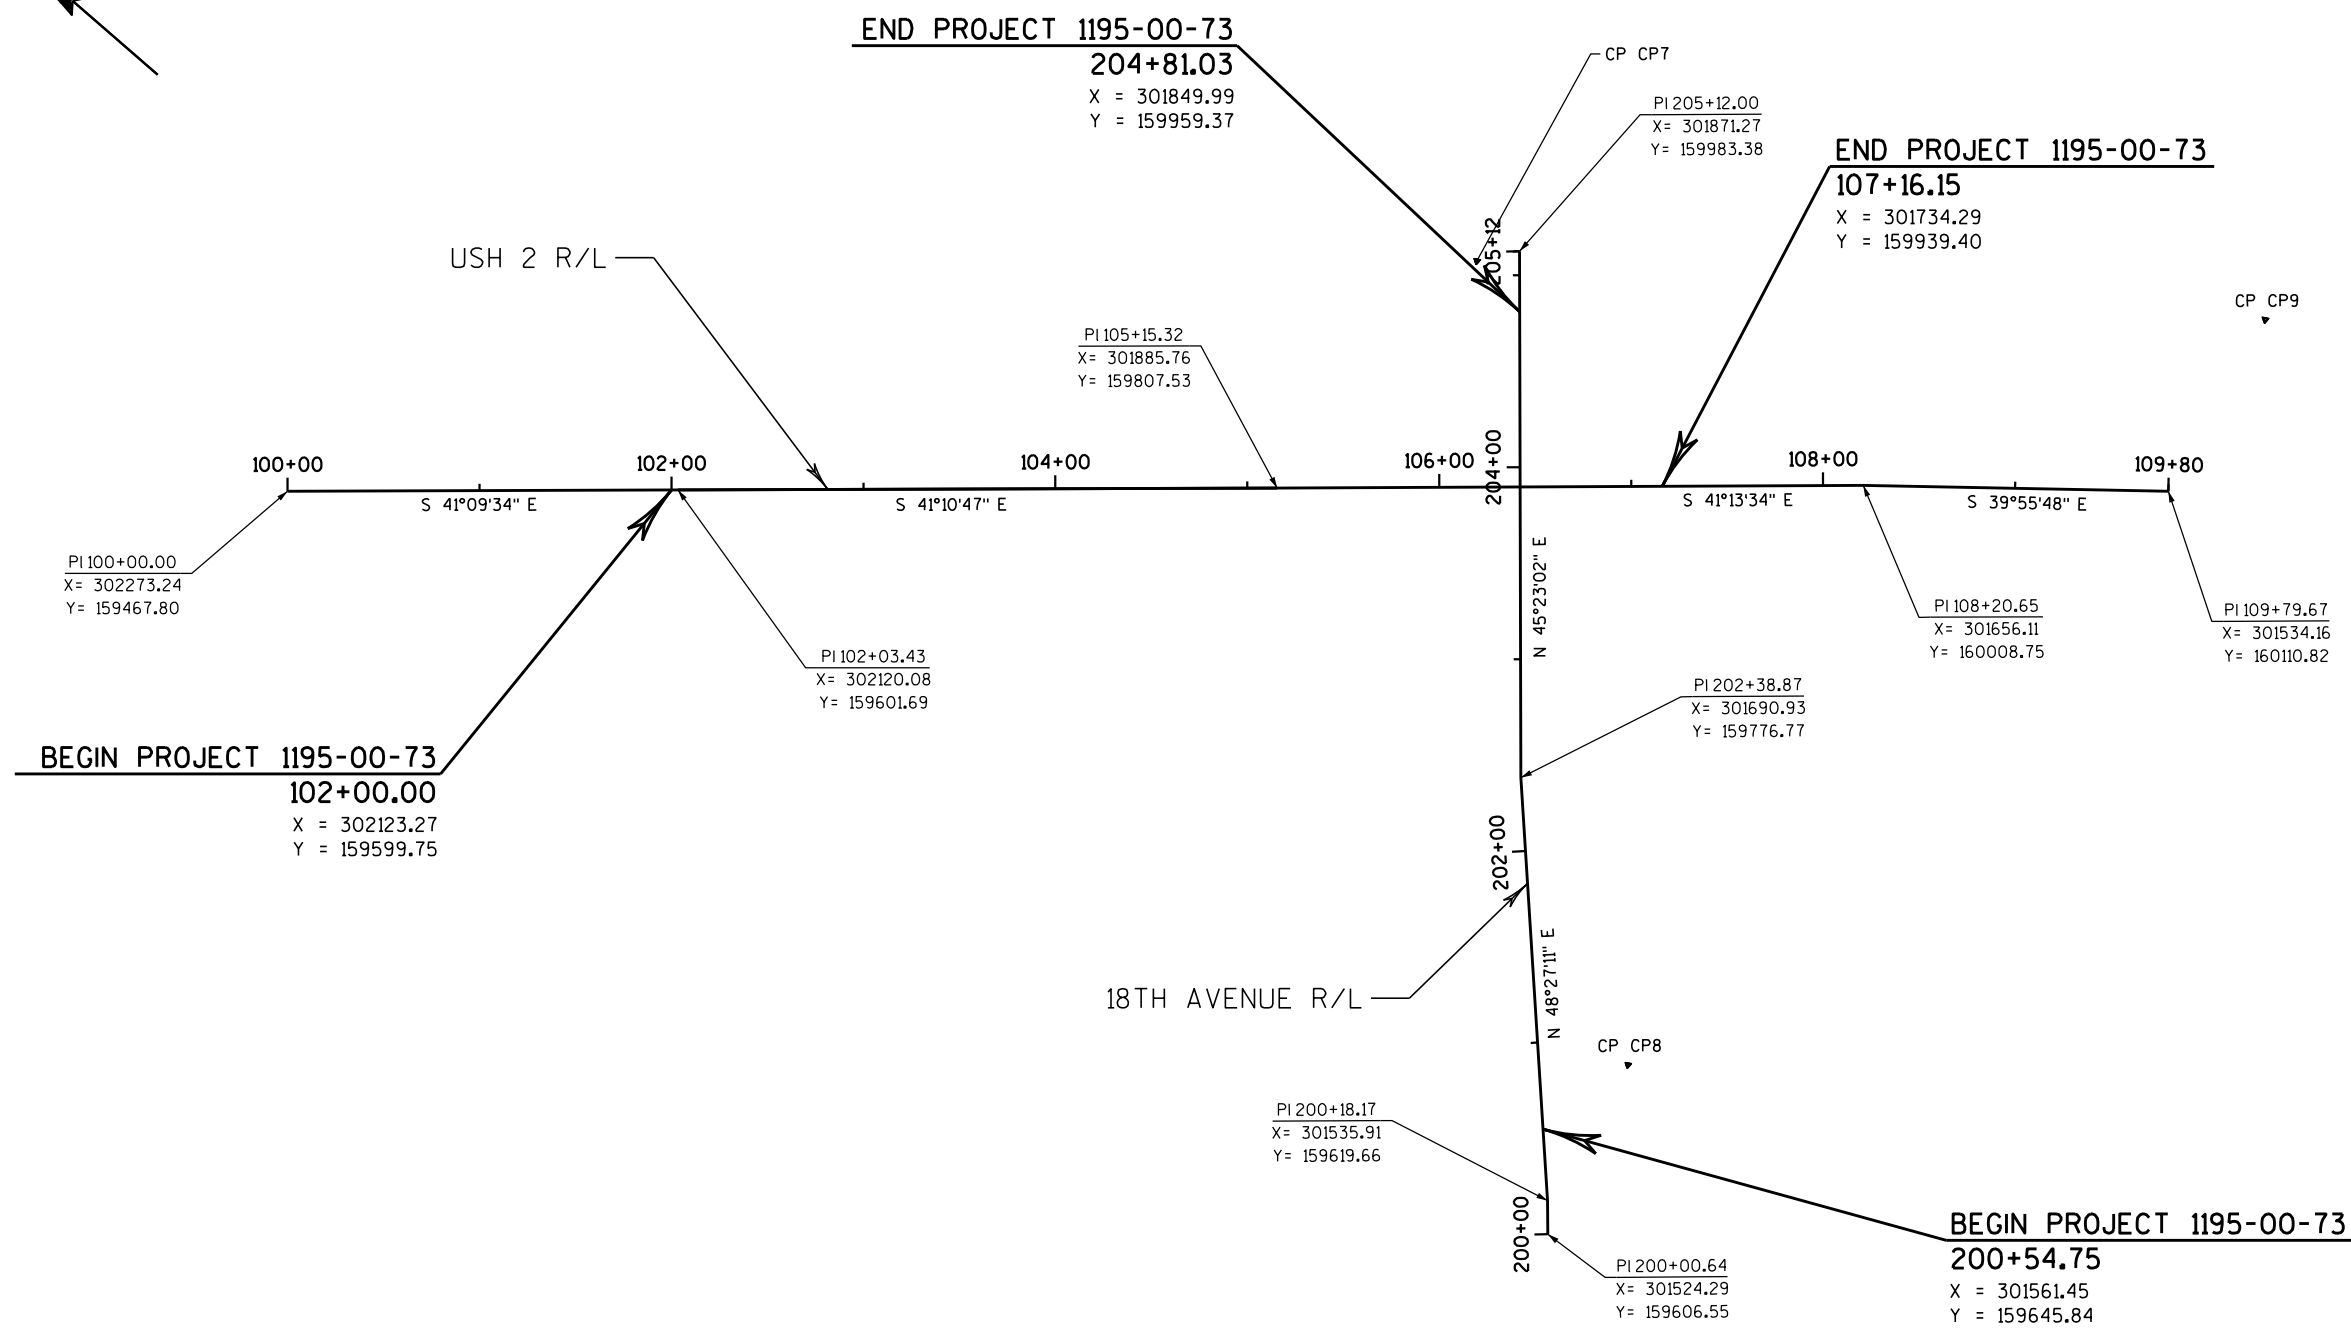 END PROJECT 1195-00-73
204+81.03
X = 301849.99
Y = 159959.37
CP CP7
PI 205+12.00
X= 301871.27
Y= 159983.38
END PROJECT 1195-00-73
107+16.15
X = 301734.29
Y = 159939.40
205+12
USH 2 R/L
CP CP9
PI 105+15.32
X= 301885.76
Y= 159807.53
100+00
102+00
104+00
106+00
204+00
108+00
109+80
S 41°09'34" E
S 41°10'47" E
S 41°13'34" E
S 39°55'48" E
PI 100+00.00
X= 302273.24
Y= 159467.80
N 45°23'02" E
PI 108+20.65
X= 301656.11
Y= 160008.75
PI 109+79.67
X= 301534.16
Y= 160110.82
PI 102+03.43
X= 302120.08
Y= 159601.69
PI 202+38.87
X= 301690.93
Y= 159776.77
BEGIN PROJECT 1195-00-73
102+00.00
X = 302123.27
Y = 159599.75
202+00
18TH AVENUE R/L
N 48°27'11" E
CP CP8
PI 200+18.17
X= 301535.91
Y= 159619.66
200+00
PI 200+00.64
X= 301524.29
Y= 159606.55
BEGIN PROJECT 1195-00-73
200+54.75
X = 301561.45
Y = 159645.84